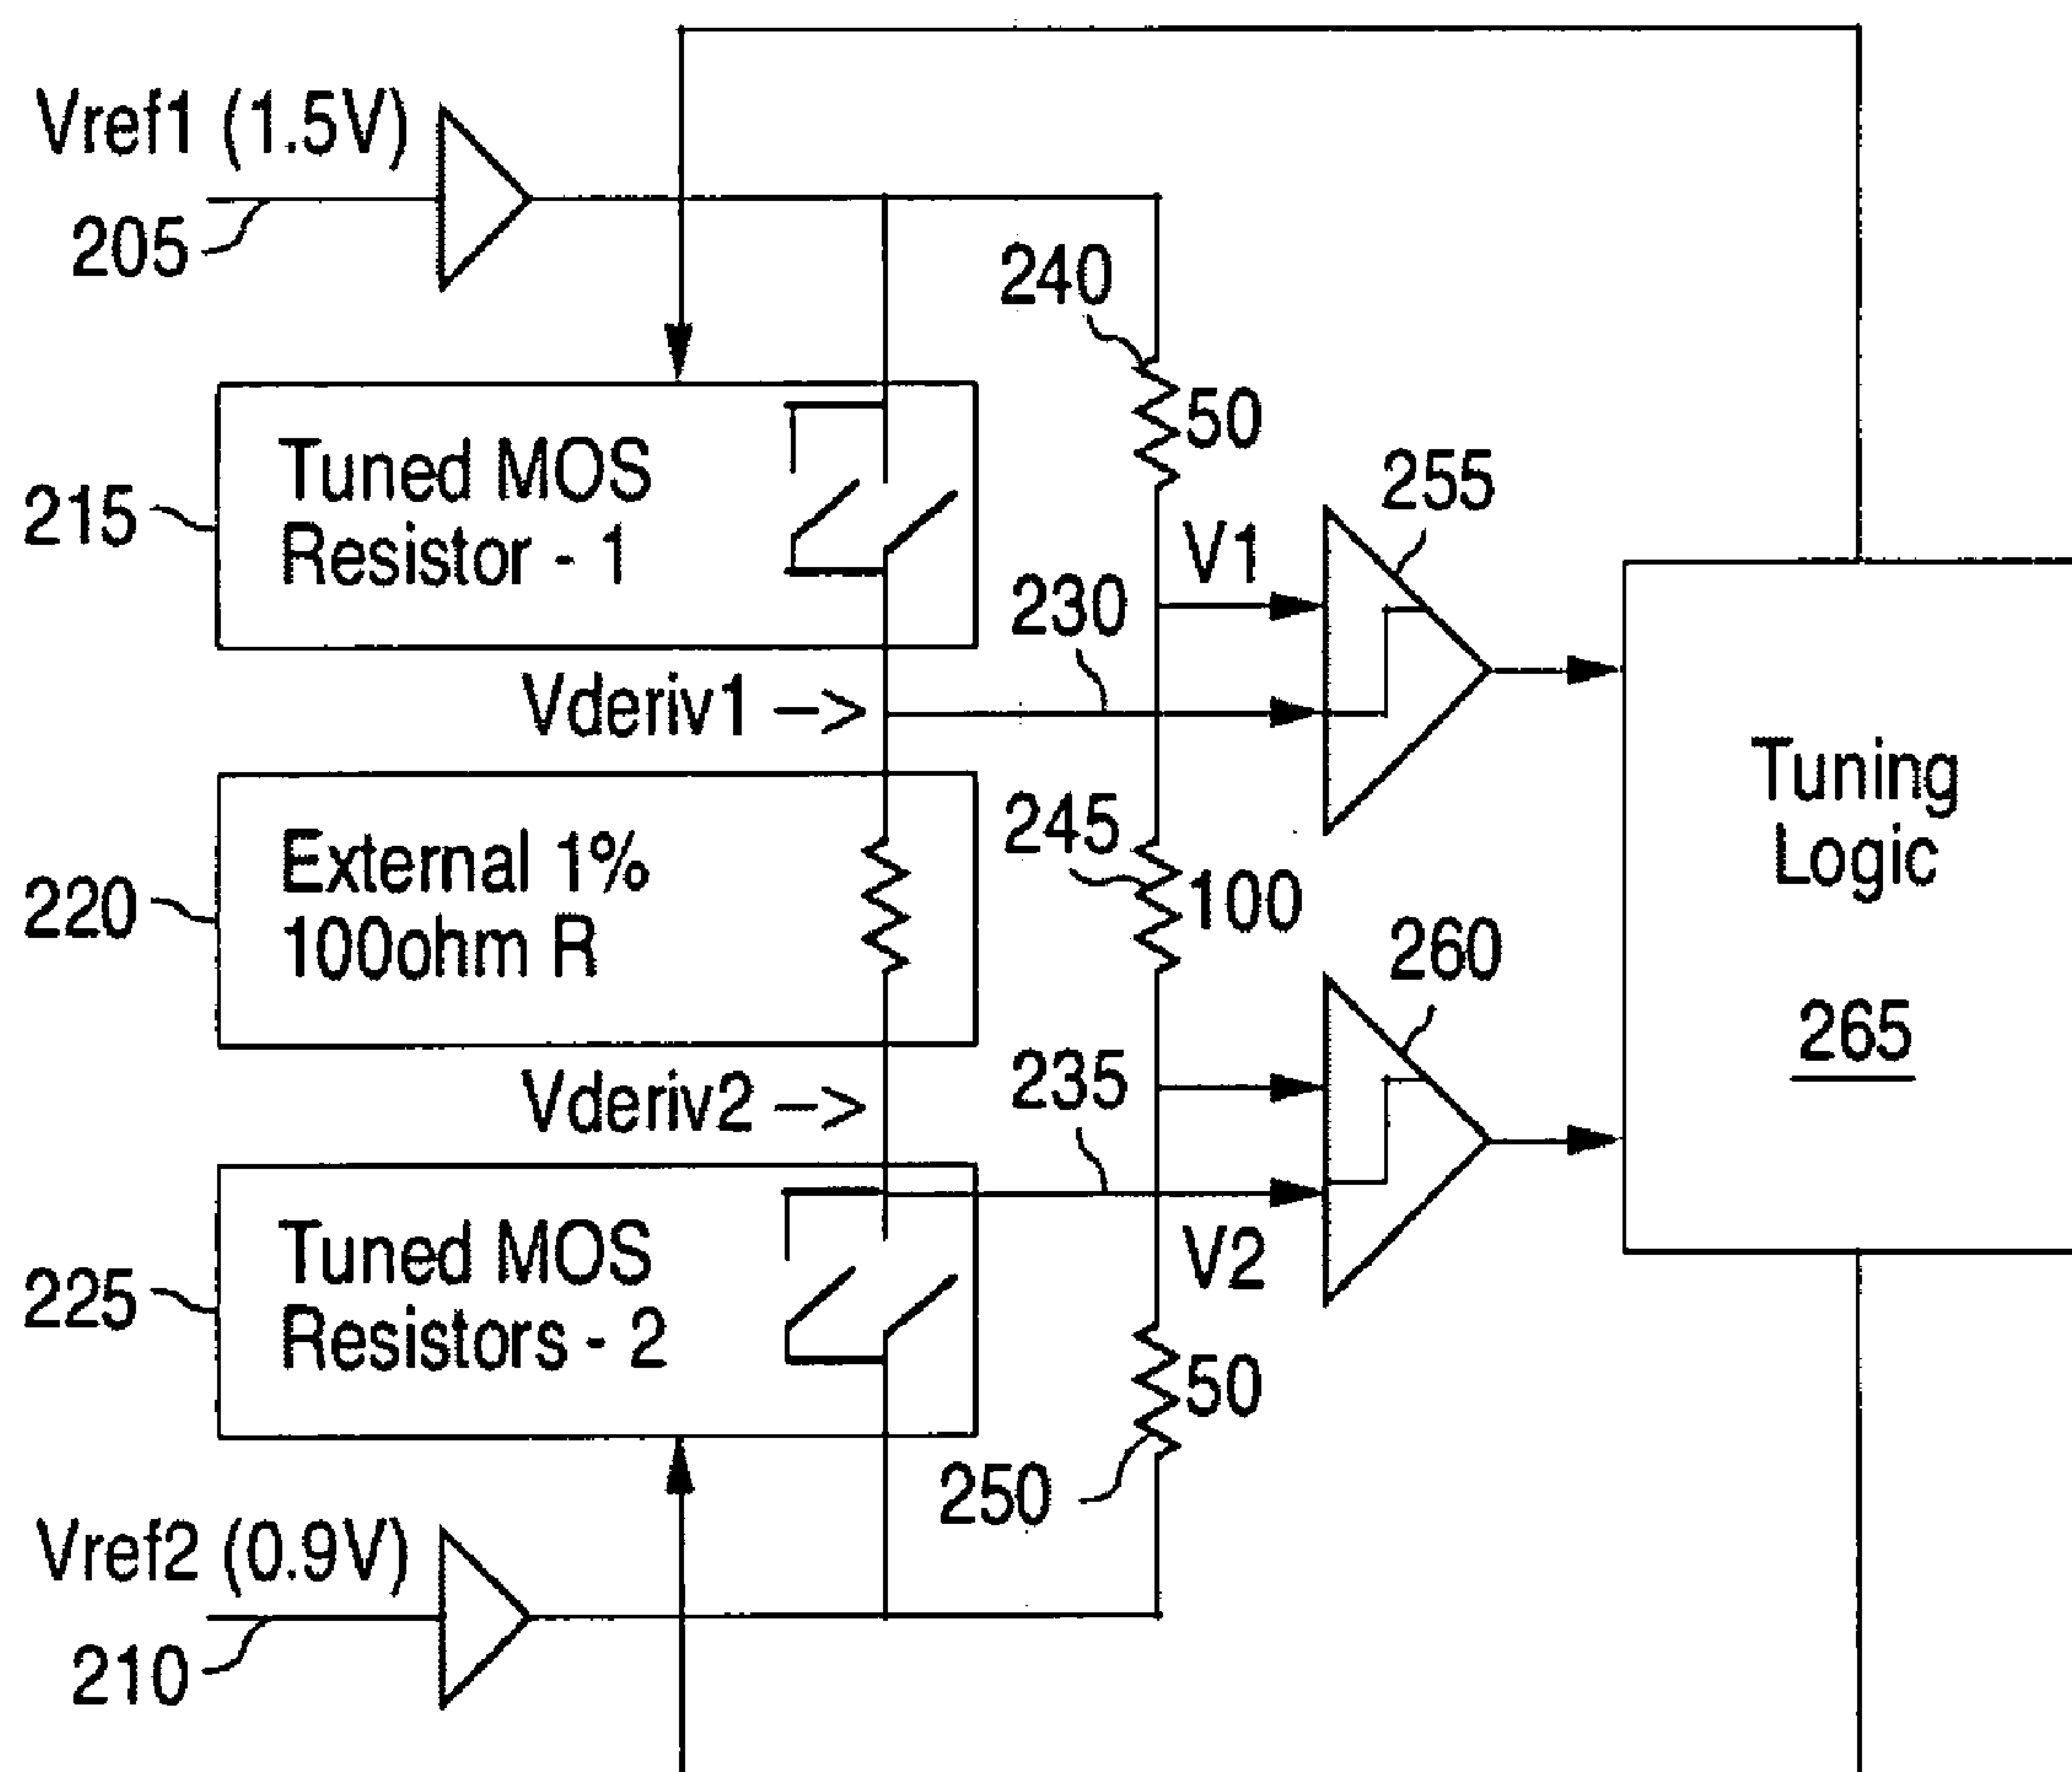 Vref1 (1.5V)
205
240
50
Tuned MOS
Resistor - 1
215
255
V1
230
Vderiv1 -->
Tuning
Logic
265
External 1%
100ohm R
220
245
100
260
Vderiv2 -->
235
Tuned MOS
Resistors - 2
225
V2
50
250
Vref2 (0.9V)
210